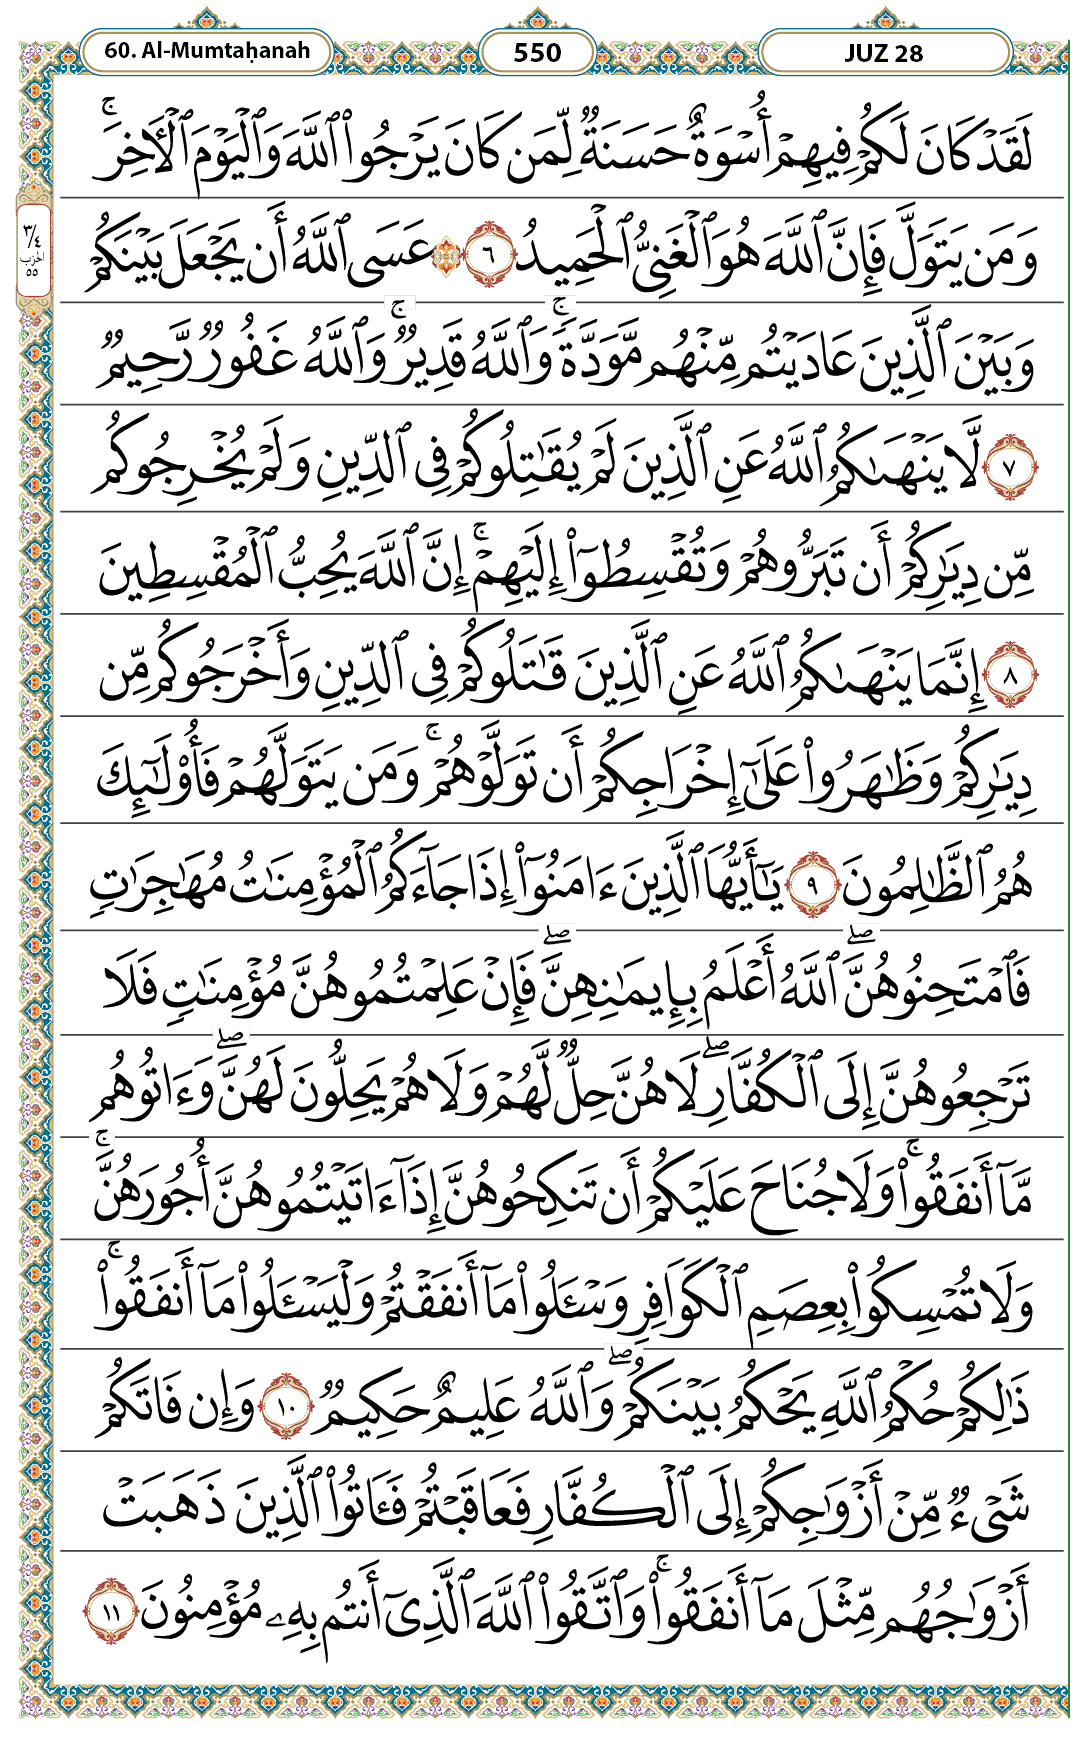 60. Al-Mumtaḥanah 550 JUZ 28
لَقَدْ كَانَ لَكُمْ فِيهِمْ أُسْوَةٌ حَسَنَةٌ لِّمَن كَانَ يَرْجُوا۟ ٱللَّهَ وَٱلْيَوْمَ ٱلْـَٔاخِرَ ۚ
وَمَن يَتَوَلَّ فَإِنَّ ٱللَّهَ هُوَ ٱلْغَنِىُّ ٱلْحَمِيدُ ٦ ۞ عَسَى ٱللَّهُ أَن يَجْعَلَ بَيْنَكُمْ
٣/٤
الحزب
٥٥
وَبَيْنَ ٱلَّذِينَ عَادَيْتُم مِّنْهُم مَّوَدَّةً ۚ وَٱللَّهُ قَدِيرٌ ۚ وَٱللَّهُ غَفُورٌ رَّحِيمٌ
٧ لَّا يَنْهَىٰكُمُ ٱللَّهُ عَنِ ٱلَّذِينَ لَمْ يُقَٰتِلُوكُمْ فِى ٱلدِّينِ وَلَمْ يُخْرِجُوكُم
مِّن دِيَٰرِكُمْ أَن تَبَرُّوهُمْ وَتُقْسِطُوٓا۟ إِلَيْهِمْ ۚ إِنَّ ٱللَّهَ يُحِبُّ ٱلْمُقْسِطِينَ
٨ إِنَّمَا يَنْهَىٰكُمُ ٱللَّهُ عَنِ ٱلَّذِينَ قَٰتَلُوكُمْ فِى ٱلدِّينِ وَأَخْرَجُوكُم مِّن
دِيَٰرِكُمْ وَظَٰهَرُوا۟ عَلَىٰٓ إِخْرَاجِكُمْ أَن تَوَلَّوْهُمْ ۚ وَمَن يَتَوَلَّهُمْ فَأُو۟لَٰٓئِكَ
هُمُ ٱلظَّٰلِمُونَ ٩ يَٰٓأَيُّهَا ٱلَّذِينَ ءَامَنُوٓا۟ إِذَا جَآءَكُمُ ٱلْمُؤْمِنَٰتُ مُهَٰجِرَٰتٍ
فَٱمْتَحِنُوهُنَّ ۖ ٱللَّهُ أَعْلَمُ بِإِيمَٰنِهِنَّ ۖ فَإِنْ عَلِمْتُمُوهُنَّ مُؤْمِنَٰتٍ فَلَا
تَرْجِعُوهُنَّ إِلَى ٱلْكُفَّارِ ۖ لَا هُنَّ حِلٌّ لَّهُمْ وَلَا هُمْ يَحِلُّونَ لَهُنَّ ۖ وَءَاتُوهُم
مَّآ أَنفَقُوا۟ ۚ وَلَا جُنَاحَ عَلَيْكُمْ أَن تَنكِحُوهُنَّ إِذَآ ءَاتَيْتُمُوهُنَّ أُجُورَهُنَّ ۚ
وَلَا تُمْسِكُوا۟ بِعِصَمِ ٱلْكَوَافِرِ وَسْـَٔلُوا۟ مَآ أَنفَقْتُمْ وَلْيَسْـَٔلُوا۟ مَآ أَنفَقُوا۟ ۚ
ذَٰلِكُمْ حُكْمُ ٱللَّهِ يَحْكُمُ بَيْنَكُمْ ۖ وَٱللَّهُ عَلِيمٌ حَكِيمٌ ١٠ وَإِن فَاتَكُمْ
شَىْءٌ مِّنْ أَزْوَٰجِكُمْ إِلَى ٱلْكُفَّارِ فَعَاقَبْتُمْ فَـَٔاتُوا۟ ٱلَّذِينَ ذَهَبَتْ
أَزْوَٰجُهُم مِّثْلَ مَآ أَنفَقُوا۟ ۚ وَٱتَّقُوا۟ ٱللَّهَ ٱلَّذِىٓ أَنتُم بِهِۦ مُؤْمِنُونَ ١١